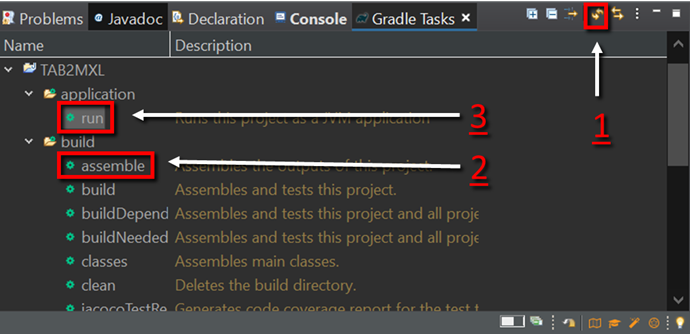 Problems Javadoc Declaration Console Gradle Tasks
Name Description
TAB2MXL
application
run Runs this project as a JVM application
3
1
build
assemble Assembles the outputs of this project.
2
build Assembles and tests this project.
buildDepend Assembles and tests this project and all proje
buildNeeded Assembles and tests this project and all proje
classes Assembles main classes.
clean Deletes the build directory.
jacocoTestRe Generates code coverage report for the test t